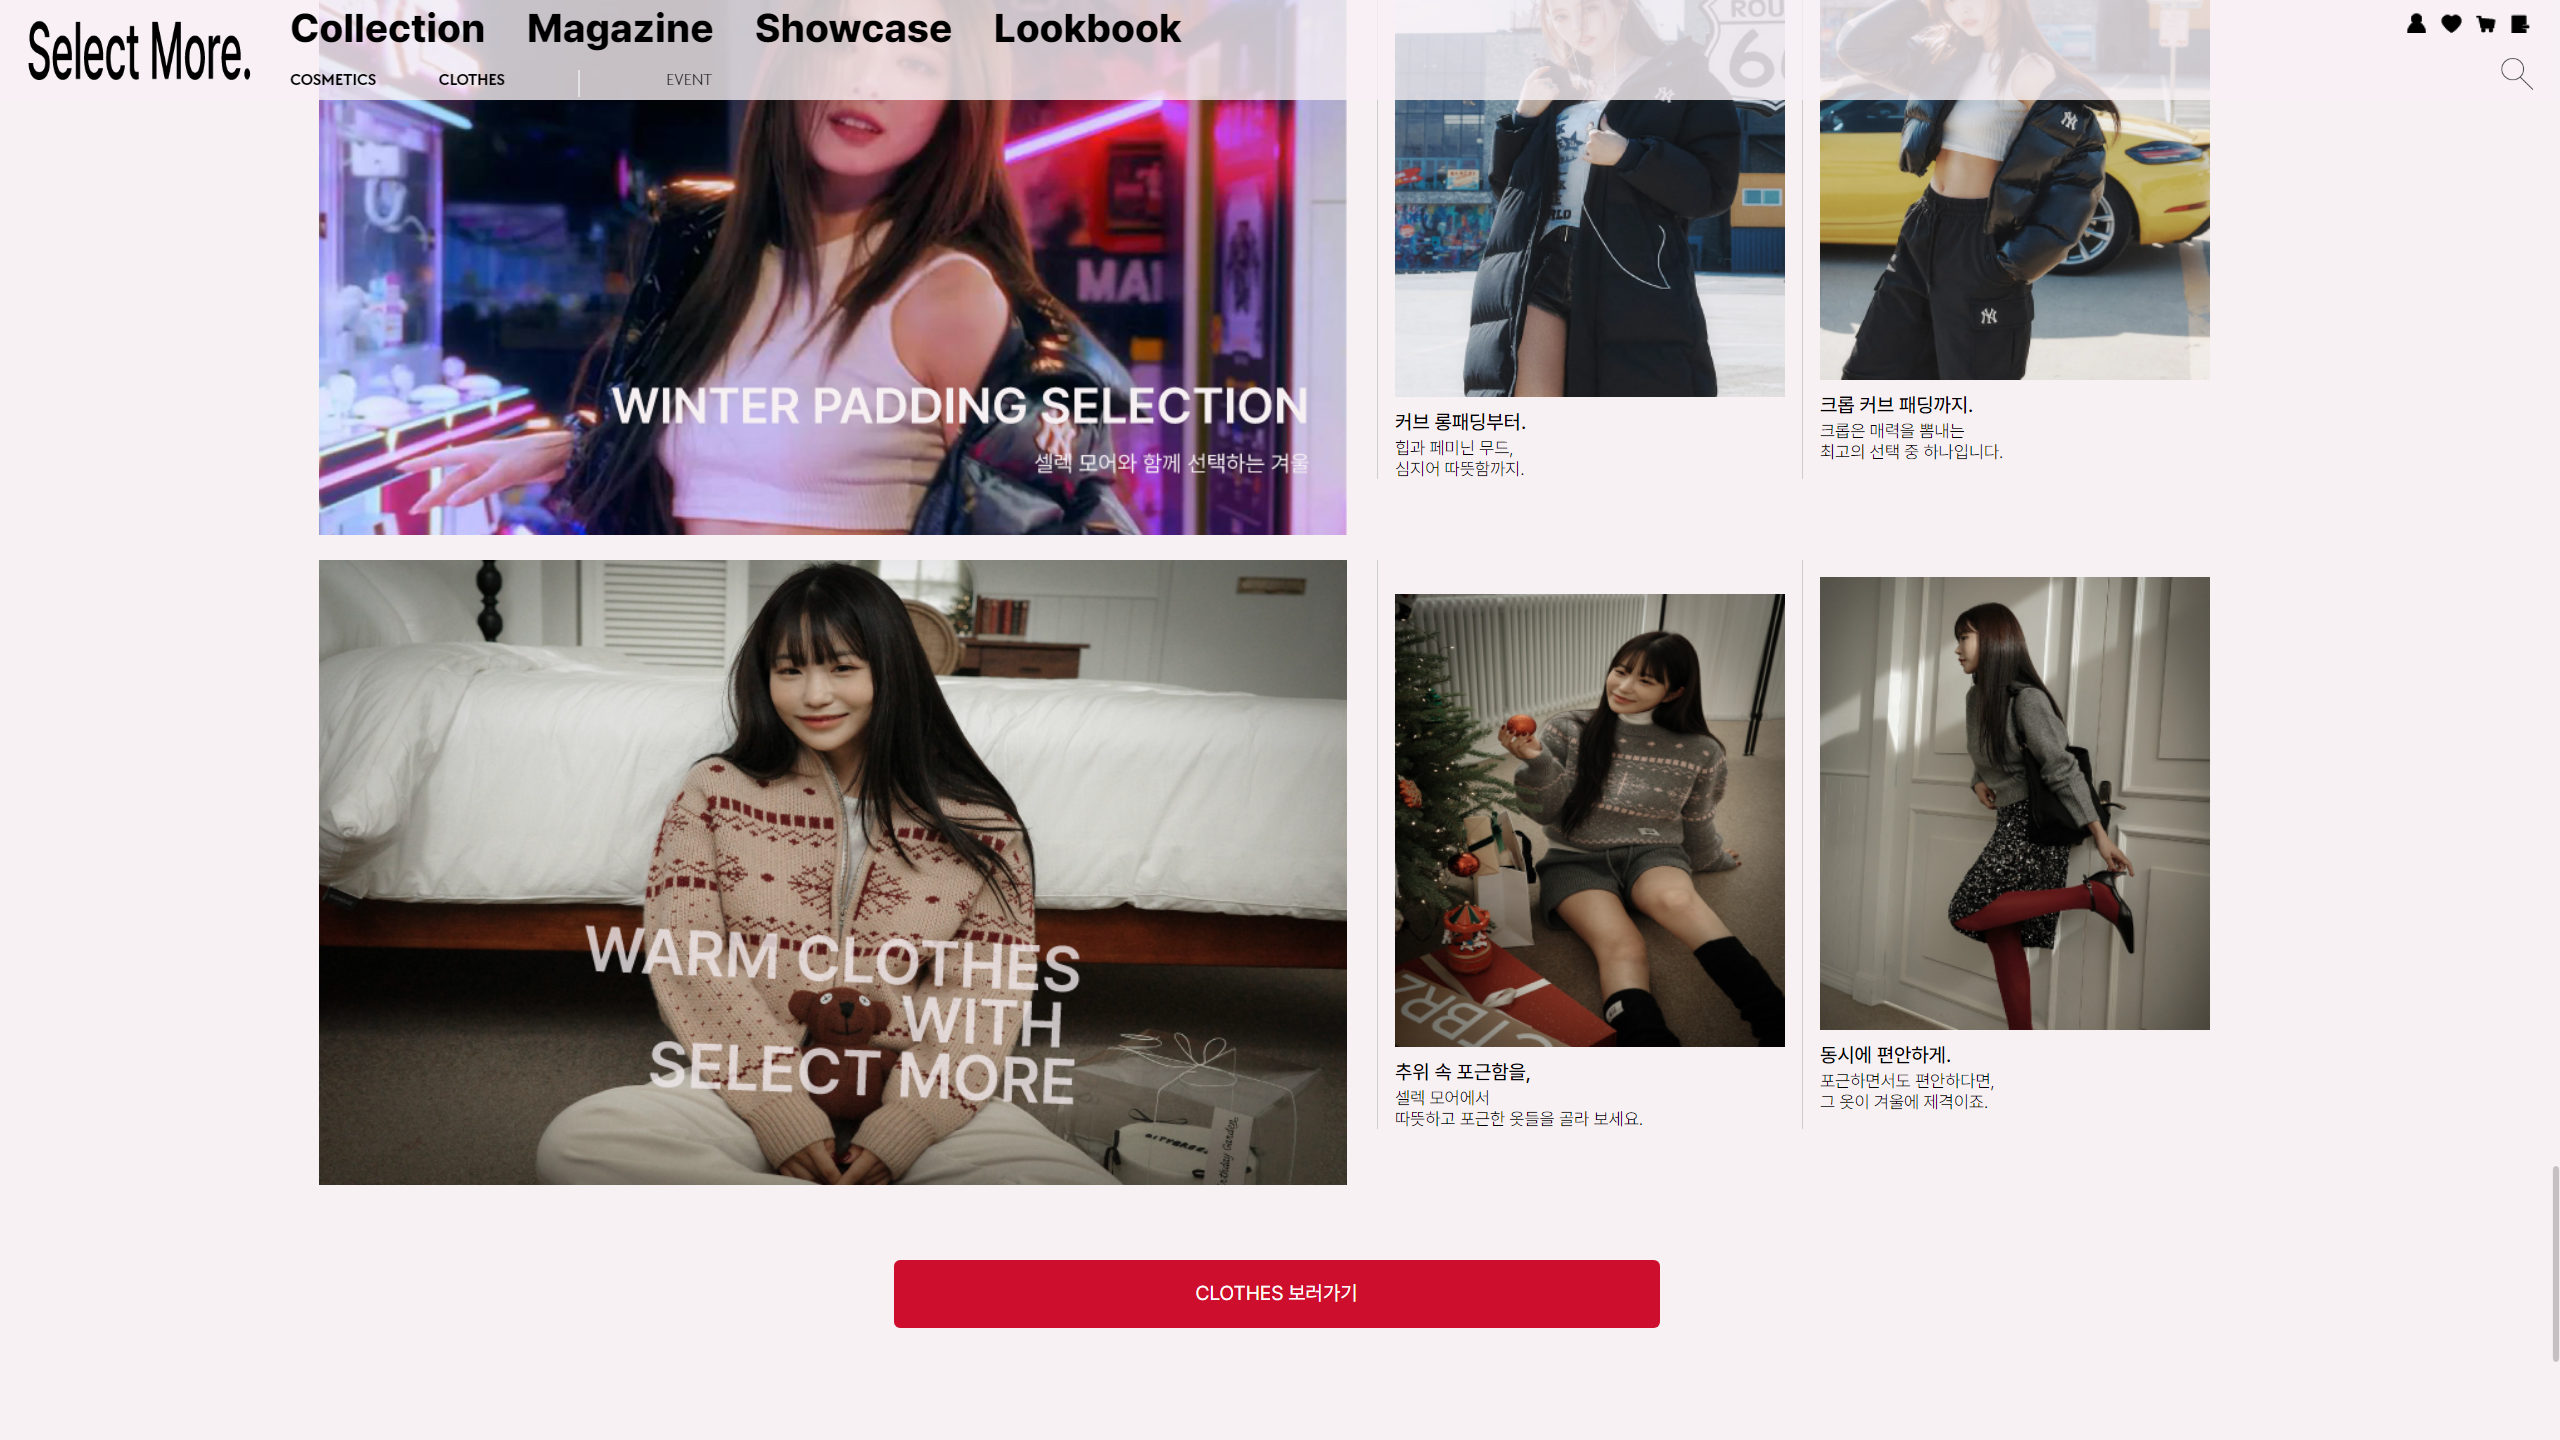 Select More.
Collection Magazine Showcase Lookbook
COSMETICS CLOTHES EVENT
ROU
66
MAI
WINTER PADDING SELECTION
셀렉 모어와 함께 선택하는 겨울
커브 롱패딩부터.
힙과 페미닌 무드,
심지어 따뜻함까지.
크롭 커브 패딩까지.
크롭은 매력을 뽐내는
최고의 선택 중 하나입니다.
WARM CLOTHES
WITH
SELECT MORE
추위 속 포근함을,
셀렉 모어에서
따뜻하고 포근한 옷들을 골라 보세요.
동시에 편안하게.
포근하면서도 편안하다면,
그 옷이 겨울에 제격이죠.
CLOTHES 보러가기